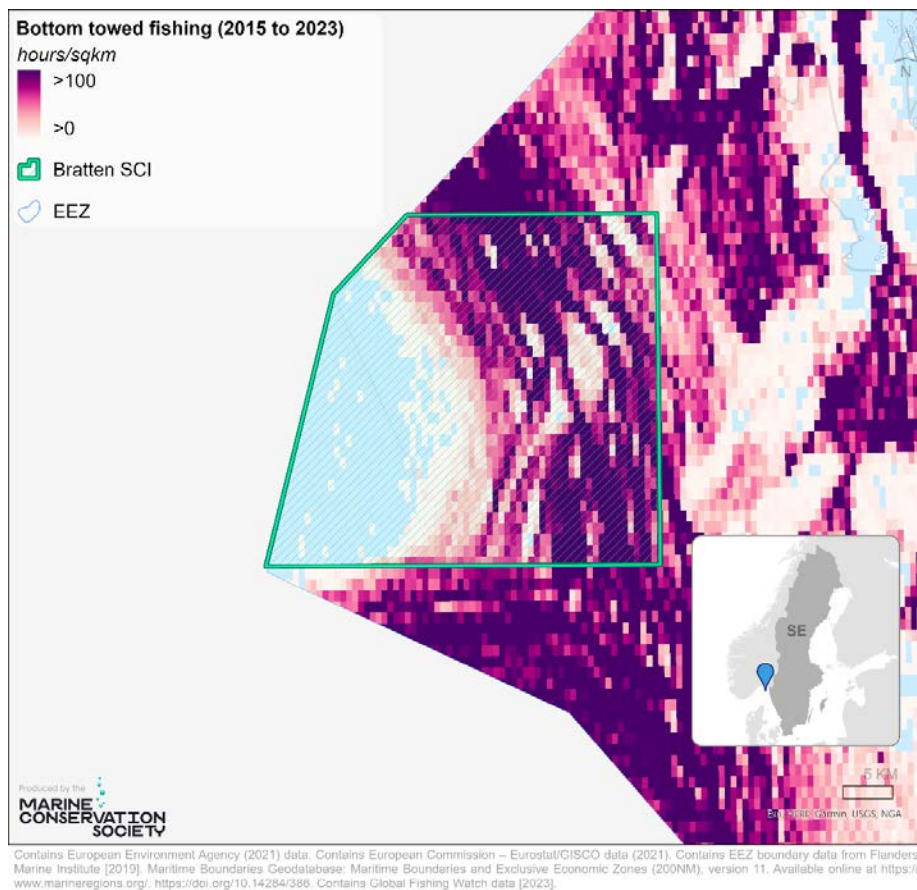 Bottom towed fishing (2015 to 2023)
hours/sqkm
>100
>0
Bratten SCI
EEZ
N
SE
5 KM
Esri, Garmin, USGS, NGA
Produced by the
MARINE
CONSERVATION
SOCIETY
Contains European Environment Agency (2021) data. Contains European Commission – Eurostat/GISCO data (2021). Contains EEZ boundary data from Flanders
Marine Institute [2019]. Maritime Boundaries Geodatabase: Maritime Boundaries and Exclusive Economic Zones (200NM), version 11. Available online at https:
www.marineregions.org/. https://doi.org/10.14284/386. Contains Global Fishing Watch data [2023].